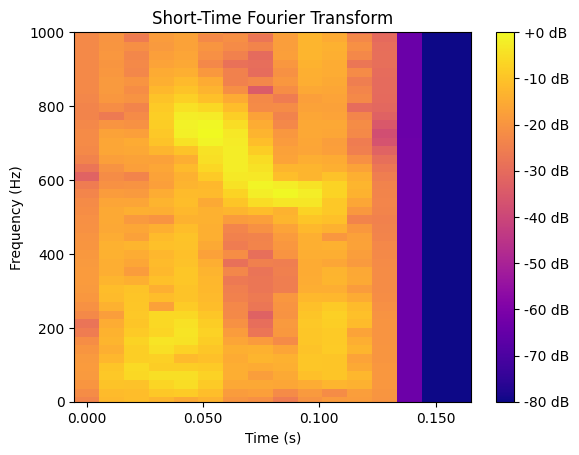 Short-Time Fourier Transform
1000
800
600
400
200
0
Frequency (Hz)
0.000
0.050
0.100
0.150
Time (s)
+0 dB
-10 dB
-20 dB
-30 dB
-40 dB
-50 dB
-60 dB
-70 dB
-80 dB